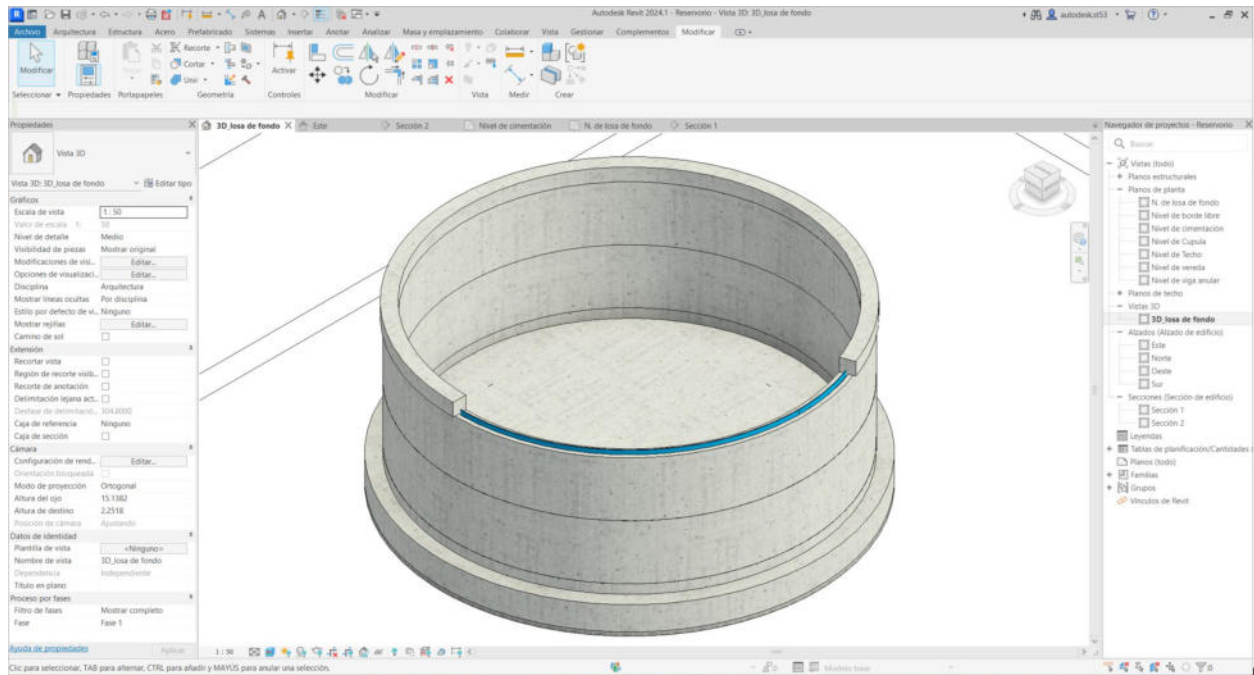 Autodesk Revit 2024.1 - Reservorio - Vista 3D: 3D_losa de fondo
autodesk.st53
Archivo Arquitectura Estructura Acero Prefabricado Sistemas Insertar Anotar Analizar Masa y emplazamiento Colaborar Vista Gestionar Complementos Modificar
Modificar
Recorte
Cortar
Unir
Activar
Seleccionar Propiedades Portapapeles Geometría Controles Modificar Vista Medir Crear
Propiedades
3D_losa de fondo
Este
Sección 2
Nivel de cimentación
N. de losa de fondo
Sección 1
Navegador de proyectos - Reservorio
Vista 3D
Vista 3D: 3D_losa de fondo
Editar tipo
Gráficos
Escala de vista 1 : 50
Valor de escala 1: 50
Nivel de detalle Medio
Visibilidad de piezas Mostrar original
Modificaciones de visi... Editar...
Opciones de visualizaci... Editar...
Disciplina Arquitectura
Mostrar líneas ocultas Por disciplina
Estilo por defecto de vi... Ninguno
Mostrar rejillas Editar...
Camino de sol
Extensión
Recortar vista
Región de recorte visib...
Recorte de anotación
Delimitación lejana act...
Desfase de delimitació... 304.8000
Caja de referencia Ninguno
Caja de sección
Cámara
Configuración de rend... Editar...
Orientación bloqueada
Modo de proyección Ortogonal
Altura del ojo 15.1382
Altura de destino 2.2518
Posición de cámara Ajustando
Datos de identidad
Plantilla de vista <Ninguno>
Nombre de vista 3D_losa de fondo
Dependencia Independiente
Título en plano
Proceso por fases
Filtro de fases Mostrar completo
Fase Fase 1
Ayuda de propiedades
Aplicar
Buscar
Vistas (todo)
Planos estructurales
Planos de planta
N. de losa de fondo
Nivel de borde libre
Nivel de cimentación
Nivel de Cupula
Nivel de Techo
Nivel de vereda
Nivel de viga anular
Planos de techo
Vistas 3D
3D_losa de fondo
Alzados (Alzado de edificio)
Este
Norte
Oeste
Sur
Secciones (Sección de edificio)
Sección 1
Sección 2
Leyendas
Tablas de planificación/Cantidades
Planos (todo)
Familias
Grupos
Vínculos de Revit
1 : 50
Clic para seleccionar, TAB para alternar, CTRL para añadir y MAYÚS para anular una selección.
Modelo base